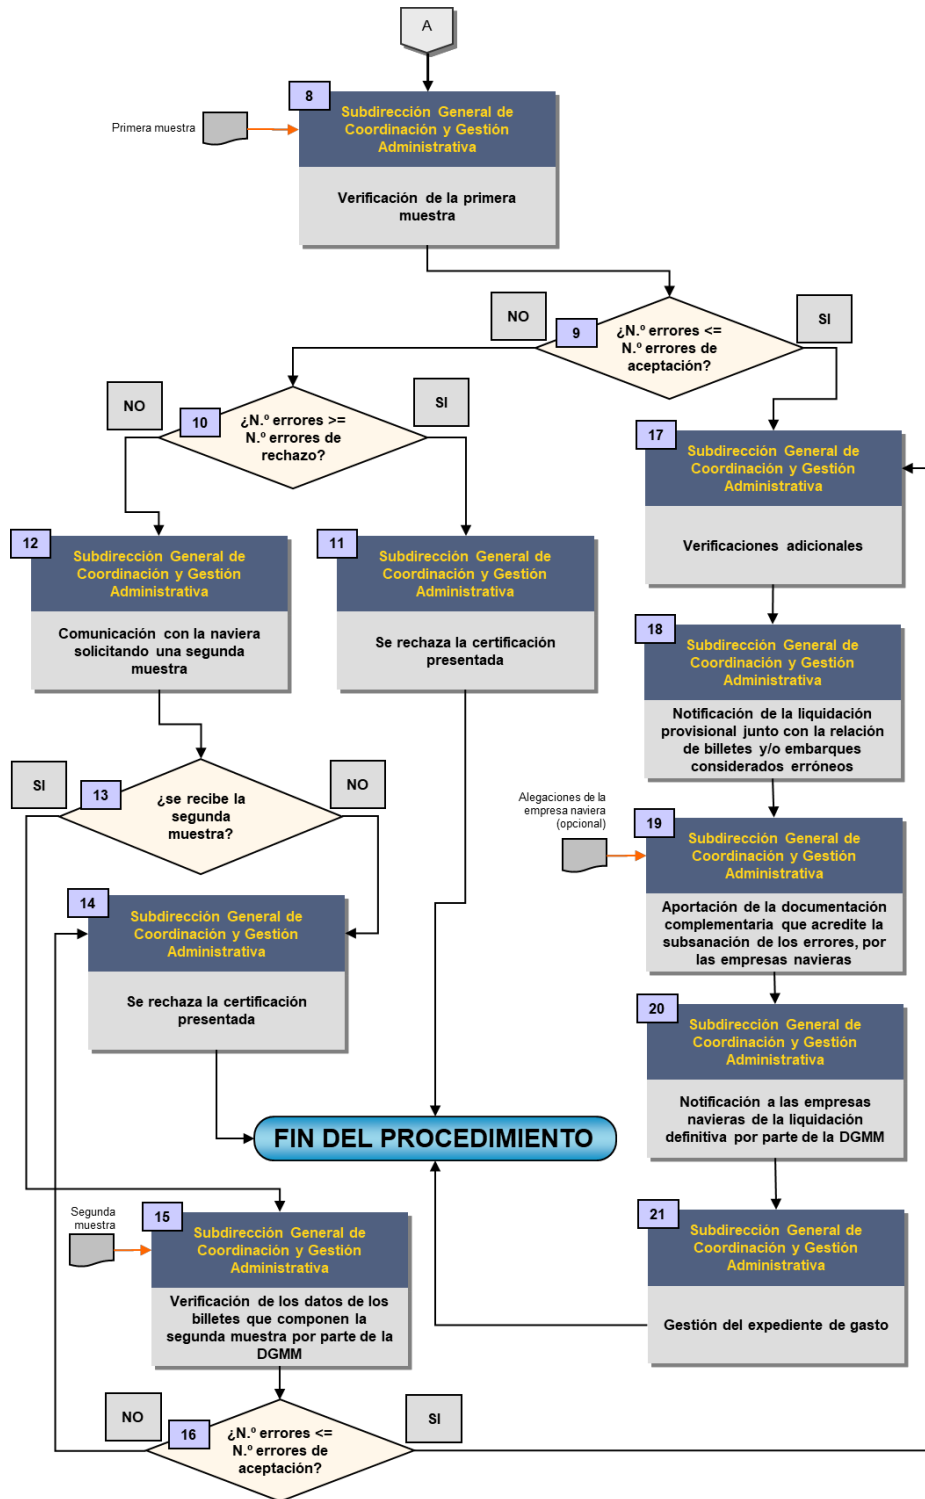 A
8
Subdirección General de
Coordinación y Gestión
Administrativa
Primera muestra
Verificación de la primera
muestra
NO
SI
9
¿N.º errores <=
N.º errores de
aceptación?
NO
SI
10
¿N.º errores >=
N.º errores de
rechazo?
17
Subdirección General de
Coordinación y Gestión
Administrativa
Verificaciones adicionales
12
Subdirección General de
Coordinación y Gestión
Administrativa
Comunicación con la naviera
solicitando una segunda
muestra
11
Subdirección General de
Coordinación y Gestión
Administrativa
Se rechaza la certificación
presentada
18
Subdirección General de
Coordinación y Gestión
Administrativa
Notificación de la liquidación
provisional junto con la relación
de billetes y/o embarques
considerados erróneos
SI
NO
13
¿se recibe la
segunda
muestra?
Alegaciones de la
empresa naviera
(opcional)
19
Subdirección General de
Coordinación y Gestión
Administrativa
Aportación de la documentación
complementaria que acredite la
subsanación de los errores, por
las empresas navieras
14
Subdirección General de
Coordinación y Gestión
Administrativa
Se rechaza la certificación
presentada
20
Subdirección General de
Coordinación y Gestión
Administrativa
Notificación a las empresas
navieras de la liquidación
definitiva por parte de la DGMM
FIN DEL PROCEDIMIENTO
Segunda
muestra
15
Subdirección General de
Coordinación y Gestión
Administrativa
Verificación de los datos de los
billetes que componen la
segunda muestra por parte de la
DGMM
21
Subdirección General de
Coordinación y Gestión
Administrativa
Gestión del expediente de gasto
NO
SI
16
¿N.º errores <=
N.º errores de
aceptación?